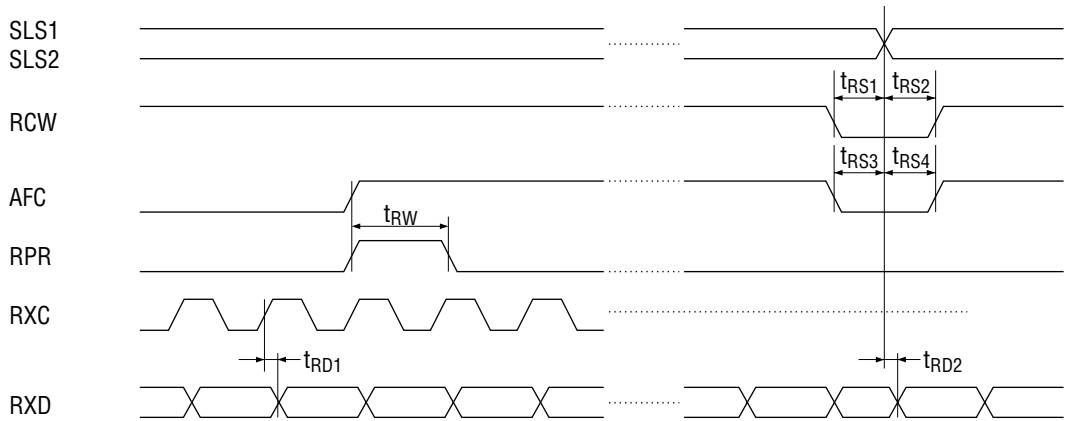 SLS1
SLS2
tRS1 tRS2
RCW
tRS3 tRS4
AFC
tRW
RPR
RXC
tRD1 tRD2
RXD